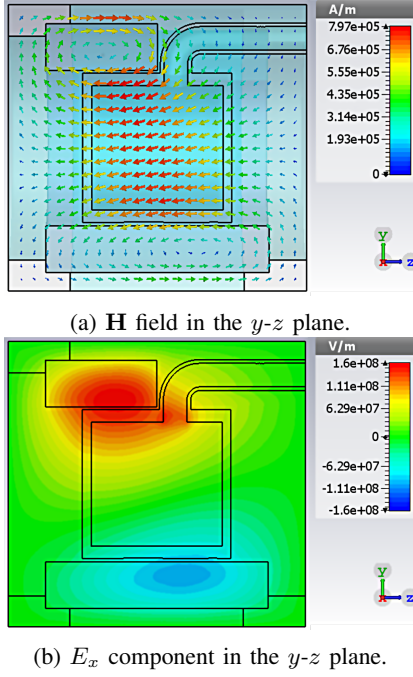 A/m
7.97e+05
6.76e+05
5.55e+05
4.34e+05
3.14e+05
1.93e+05
0
y
x
z
(a) H field in the y-z plane.
V/m
1.6e+08
1.11e+08
6.29e+07
0
-6.29e+07
-1.11e+08
-1.6e+08
y
x
z
(b) Eₓ component in the y-z plane.